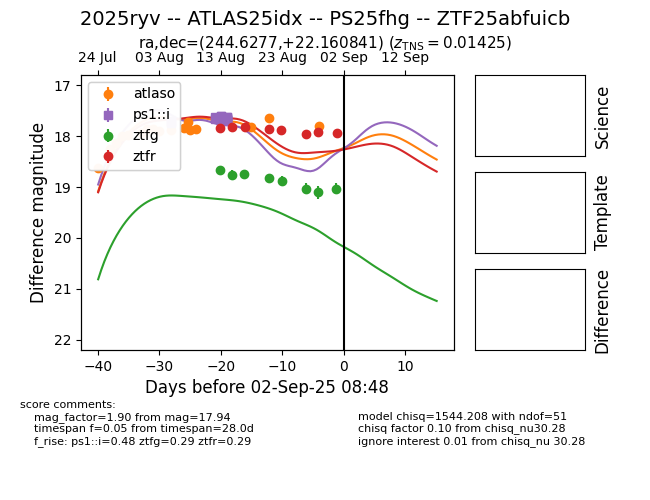 2025ryv -- ATLAS25idx -- PS25fhg -- ZTF25abfuicb
ra,dec=(244.6277,+22.160841) (z_TNS = 0.01425)
24 Jul 03 Aug 13 Aug 23 Aug 02 Sep 12 Sep
17
18
19
20
21
22
Difference magnitude
atlaso
ps1::i
ztfg
ztfr
−40 −30 −20 −10 0 10
Days before 02-Sep-25 08:48
Science
Template
Difference
score comments:
mag_factor=1.90 from mag=17.94
timespan f=0.05 from timespan=28.0d
f_rise: ps1::i=0.48 ztfg=0.29 ztfr=0.29
model chisq=1544.208 with ndof=51
chisq factor 0.10 from chisq_nu30.28
ignore interest 0.01 from chisq_nu 30.28